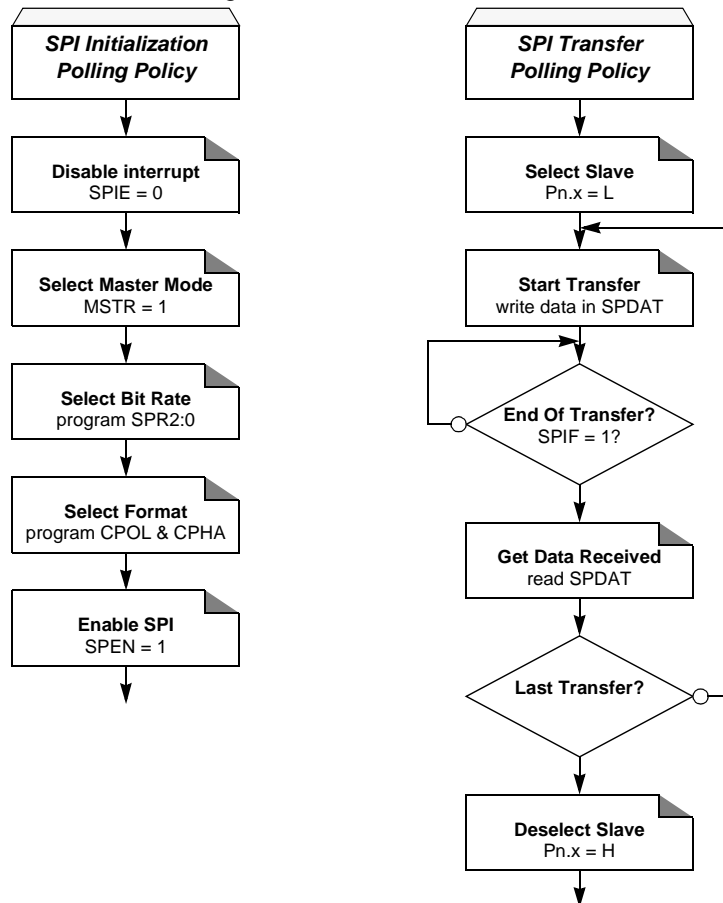 SPI Initialization
Polling Policy
Disable interrupt
SPIE = 0
Select Master Mode
MSTR = 1
Select Bit Rate
program SPR2:0
Select Format
program CPOL & CPHA
Enable SPI
SPEN = 1
SPI Transfer
Polling Policy
Select Slave
Pn.x = L
Start Transfer
write data in SPDAT
End Of Transfer?
SPIF = 1?
Get Data Received
read SPDAT
Last Transfer?
Deselect Slave
Pn.x = H